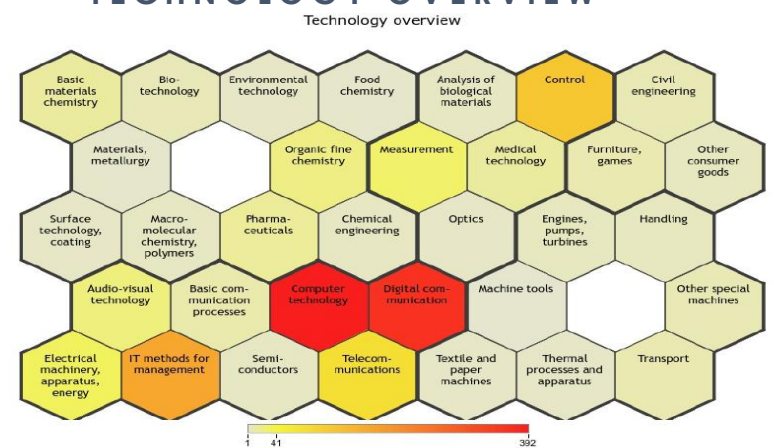 TECHNOLOGY OVERVIEW
Technology overview
Basic
materials
chemistry
Bio-
technology
Environmental
technology
Food
chemistry
Analysis of
biological
materials
Control
Civil
engineering
Materials,
metallurgy
Organic fine
chemistry
Measurement
Medical
technology
Furniture,
games
Other
consumer
goods
Surface
technology,
coating
Macro-
molecular
chemistry,
polymers
Pharma-
ceuticals
Chemical
engineering
Optics
Engines,
pumps,
turbines
Handling
Audio-visual
technology
Basic com-
munication
processes
Computer
technology
Digital com-
munication
Machine tools
Other special
machines
Electrical
machinery,
apparatus,
energy
IT methods for
management
Semi-
conductors
Telecom-
munications
Textile and
paper
machines
Thermal
processes and
apparatus
Transport
1 41 392